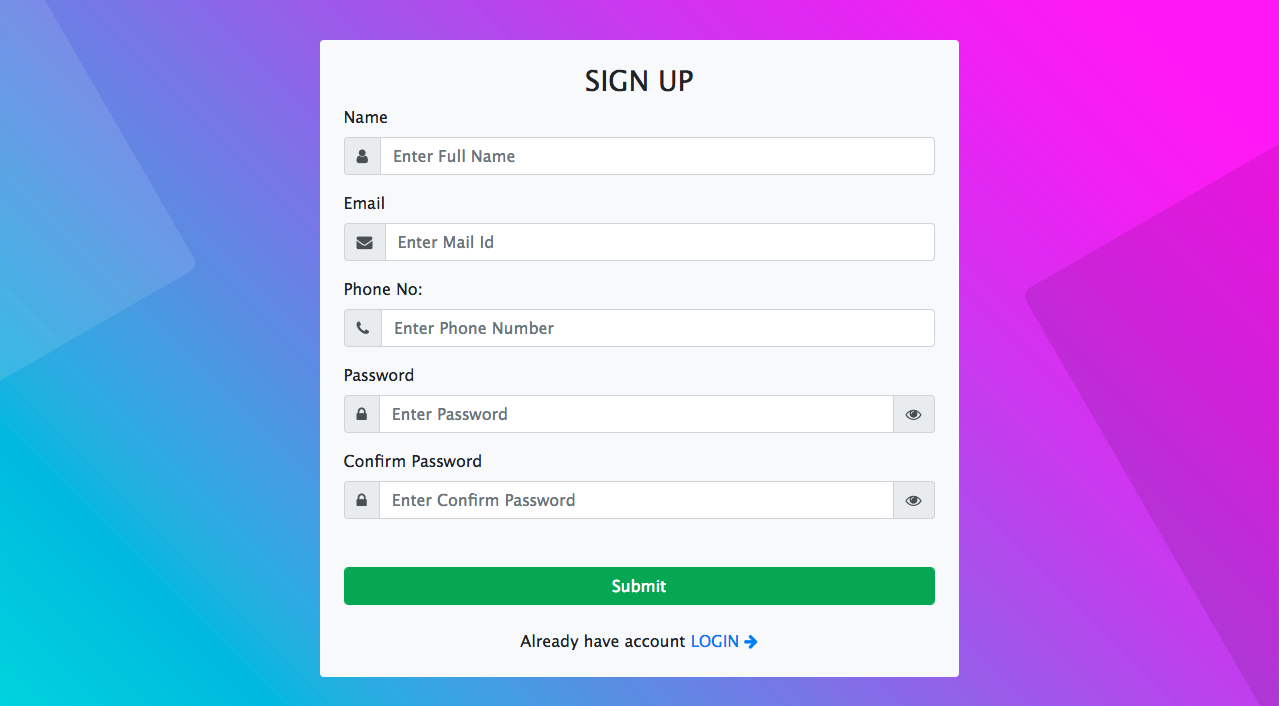 SIGN UP
Name
Enter Full Name
Email
Enter Mail Id
Phone No:
Enter Phone Number
Password
Enter Password
Confirm Password
Enter Confirm Password
Submit
Already have account LOGIN